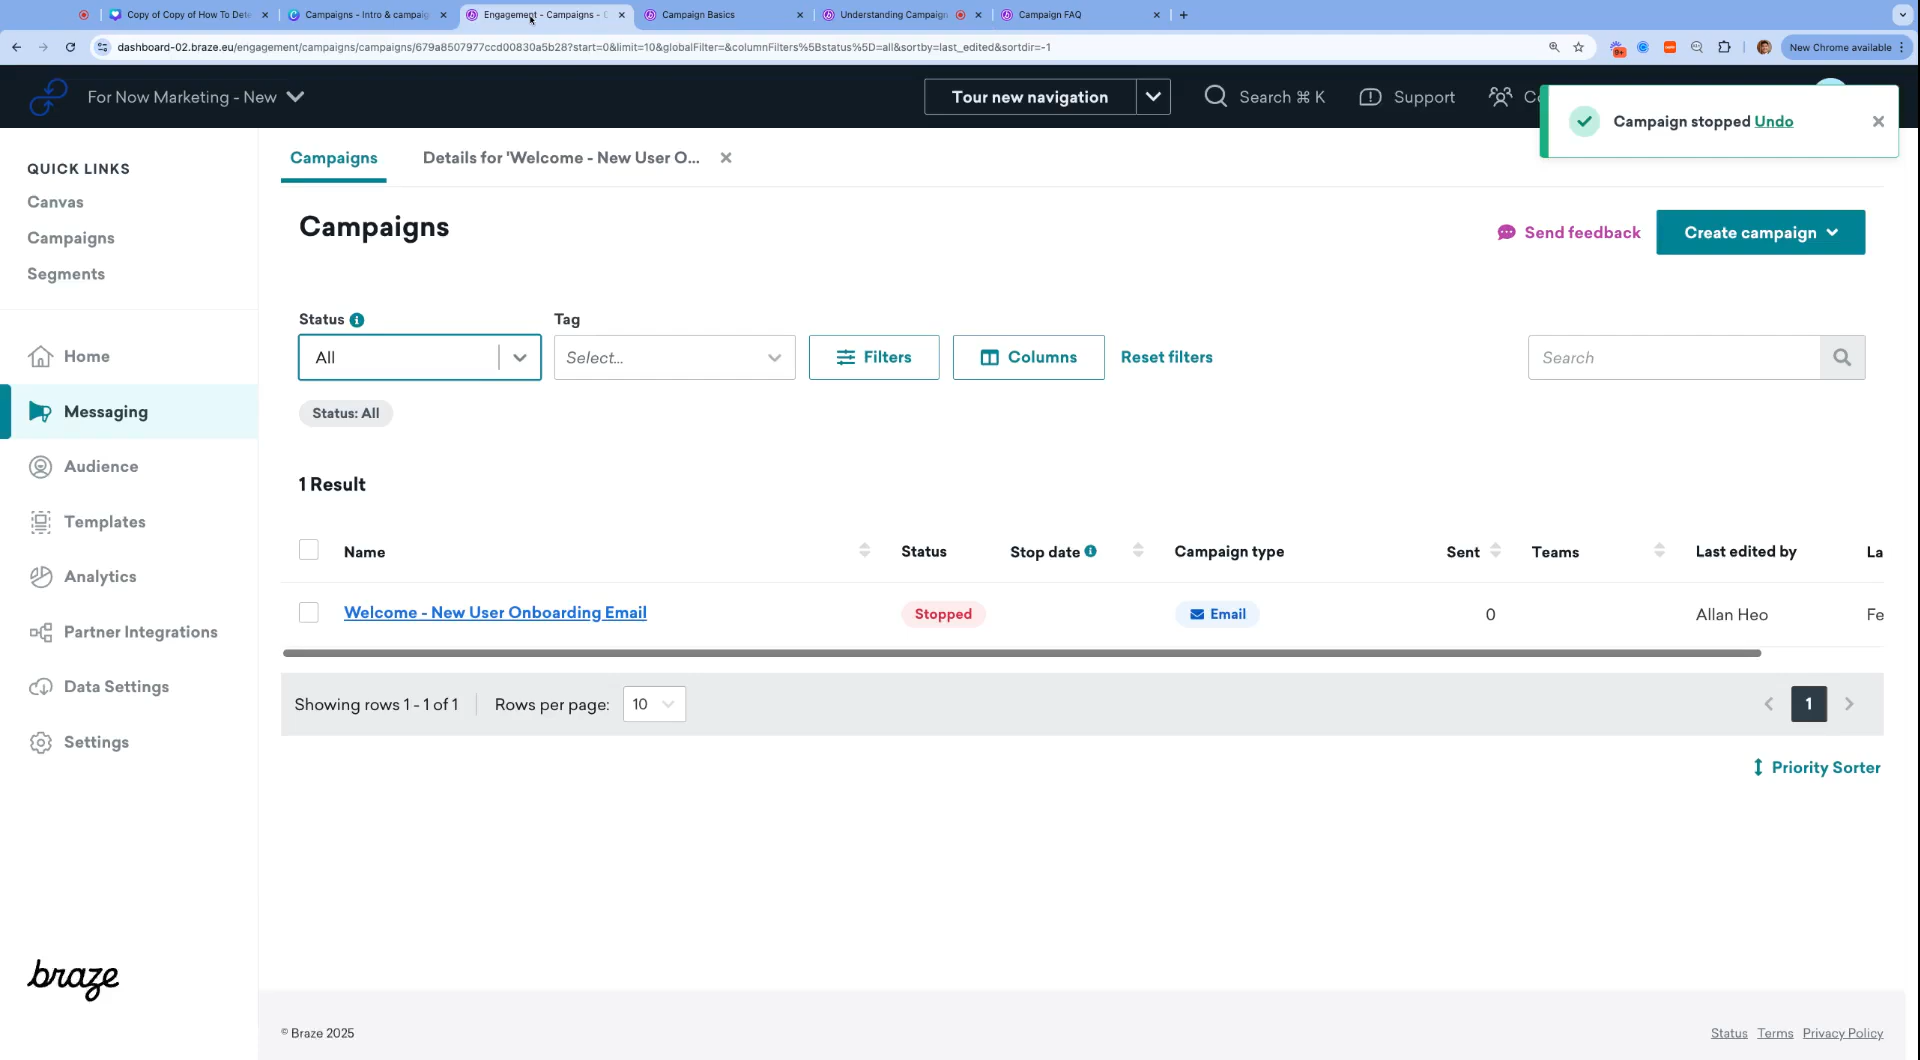 Copy of Copy of How To Dete
Campaigns - Intro & campaig
Engagement - Campaigns -
Campaign Basics
Understanding Campaign
Campaign FAQ
dashboard-02.braze.eu/engagement/campaigns/campaigns/679a8507977ccd00830a5b28?start=0&limit=10&globalFilter=&columnFilters%5Bstatus%5D=all&sortby=last_edited&sortdir=-1
9+
New Chrome available
For Now Marketing - New
Tour new navigation
Search ⌘ K
Support
Campaign stopped Undo
QUICK LINKS
Canvas
Campaigns
Segments
Home
Messaging
Audience
Templates
Analytics
Partner Integrations
Data Settings
Settings
braze
Campaigns
Details for 'Welcome - New User O...
Campaigns
Send feedback
Create campaign
Status
Tag
All
Select...
Filters
Columns
Reset filters
Search
Status: All
1 Result
Name
Status
Stop date
Campaign type
Sent
Teams
Last edited by
La
Welcome - New User Onboarding Email
Stopped
Email
0
Allan Heo
Fe
Showing rows 1 - 1 of 1
Rows per page:
10
1
Priority Sorter
© Braze 2025
Status
Terms
Privacy Policy